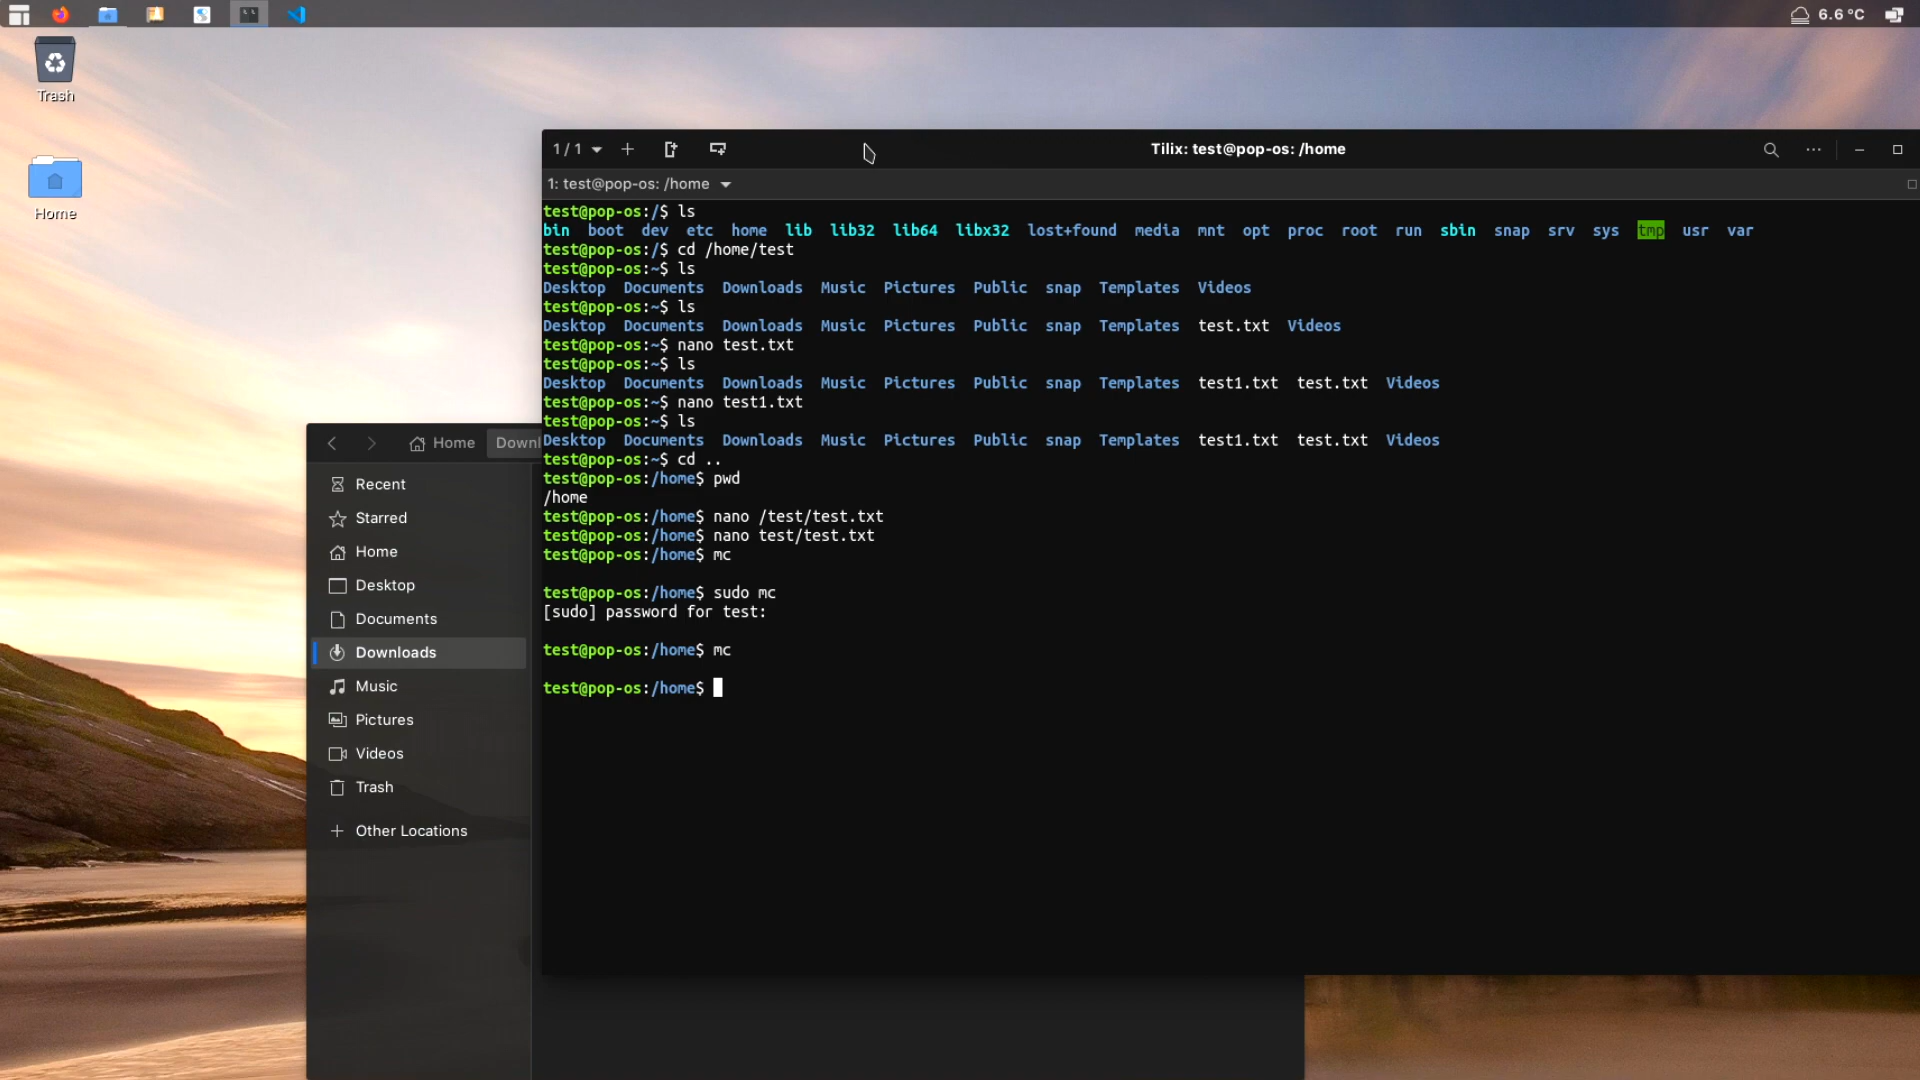 6.6 °C
Trash
Home
1 / 1
Tilix: test@pop-os: /home
1: test@pop-os: /home
test@pop-os:/$ ls
bin boot dev etc home lib lib32 lib64 libx32 lost+found media mnt opt proc root run sbin snap srv sys tmp usr var
test@pop-os:/$ cd /home/test
test@pop-os:~$ ls
Desktop Documents Downloads Music Pictures Public snap Templates Videos
test@pop-os:~$ ls
Desktop Documents Downloads Music Pictures Public snap Templates test.txt Videos
test@pop-os:~$ nano test.txt
test@pop-os:~$ ls
Desktop Documents Downloads Music Pictures Public snap Templates test1.txt test.txt Videos
test@pop-os:~$ nano test1.txt
test@pop-os:~$ ls
Desktop Documents Downloads Music Pictures Public snap Templates test1.txt test.txt Videos
test@pop-os:~$ cd ..
test@pop-os:/home$ pwd
/home
test@pop-os:/home$ nano /test/test.txt
test@pop-os:/home$ nano test/test.txt
test@pop-os:/home$ mc
test@pop-os:/home$ sudo mc
[sudo] password for test:
test@pop-os:/home$ mc
test@pop-os:/home$
Home Downl
Recent
Starred
Home
Desktop
Documents
Downloads
Music
Pictures
Videos
Trash
Other Locations